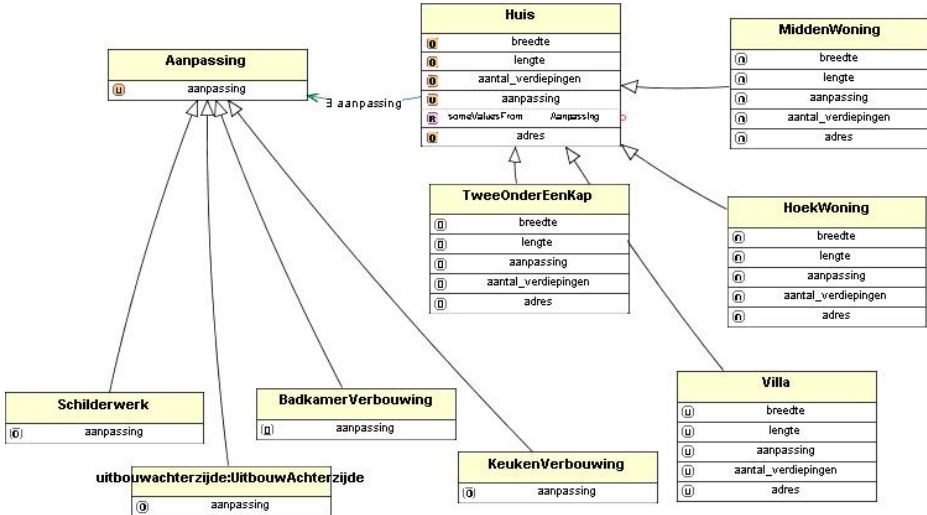 Aanpassing
aanpassing
Huis
breedte
lengte
aantal_verdiepingen
aanpassing
someValuesFrom Aanpassing
adres
∃ aanpassing
MiddenWoning
breedte
lengte
aanpassing
aantal_verdiepingen
adres
TweeOnderEenKap
breedte
lengte
aanpassing
aantal_verdiepingen
adres
HoekWoning
breedte
lengte
aanpassing
aantal_verdiepingen
adres
Schilderwerk
aanpassing
BadkamerVerbouwing
aanpassing
uitbouwachterzijde:UitbouwAchterzijde
aanpassing
KeukenVerbouwing
aanpassing
Villa
breedte
lengte
aanpassing
aantal_verdiepingen
adres